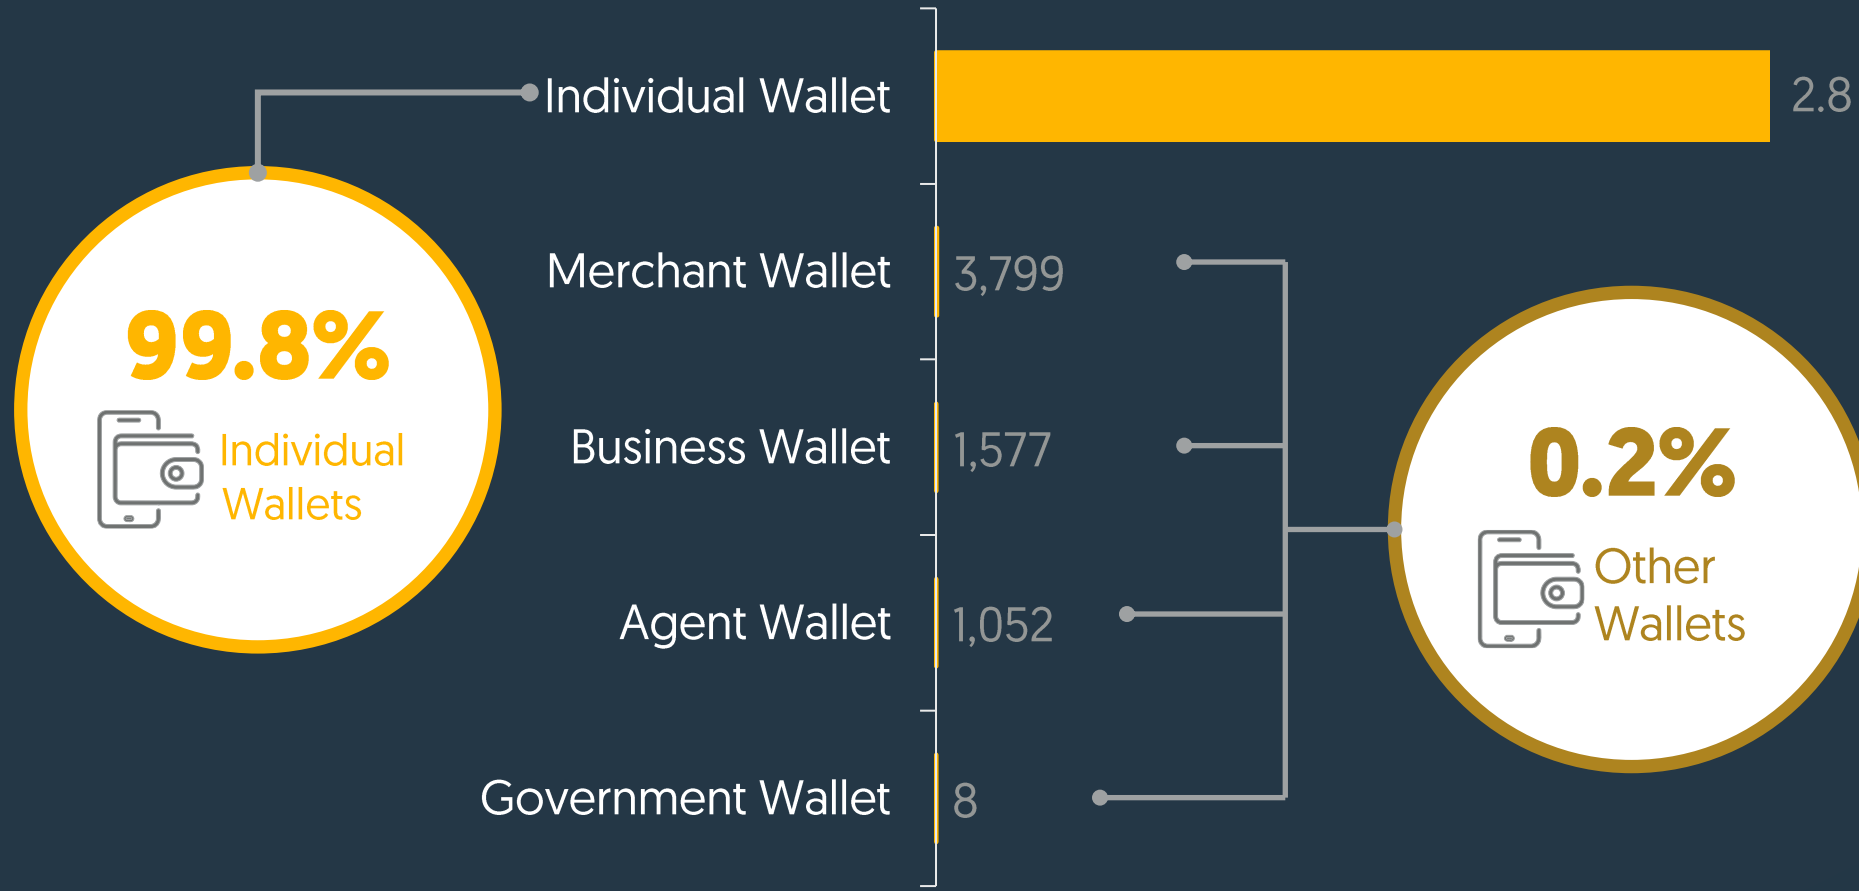 Individual Wallet 2.8
Merchant Wallet 3,799
Business Wallet 1,577
Agent Wallet 1,052
Government Wallet 8
99.8%
Individual
Wallets
0.2%
Other
Wallets